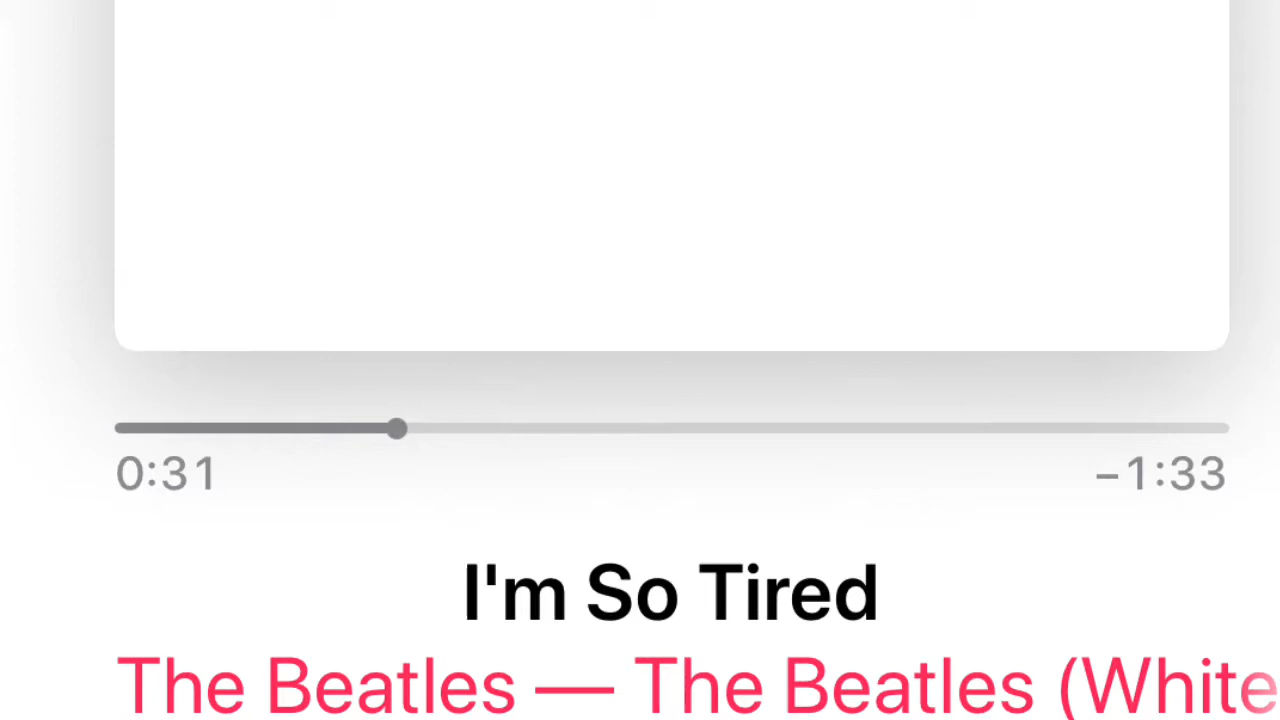 0:31 −1:33
I'm So Tired
The Beatles — The Beatles (White